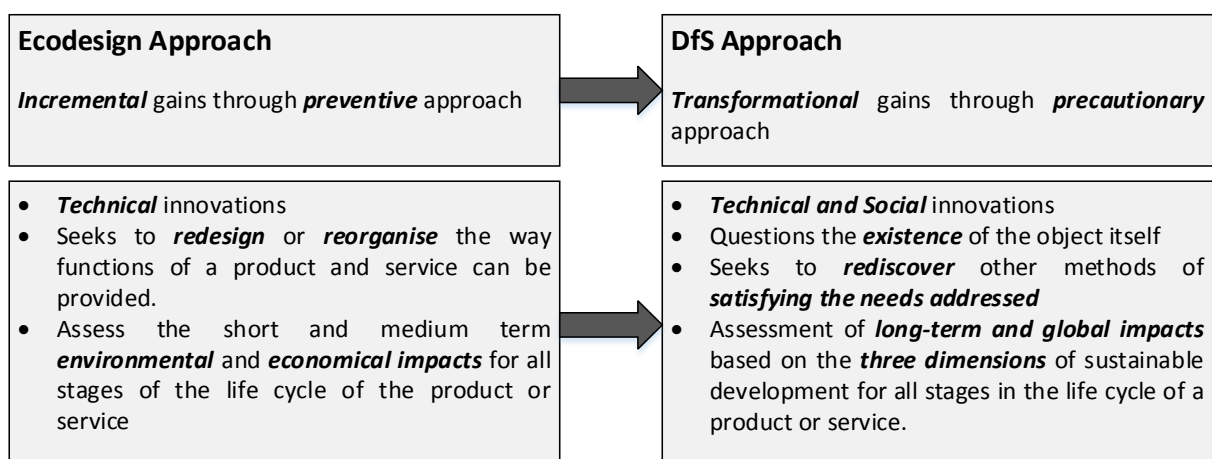 Ecodesign Approach
Incremental gains through preventive approach
DfS Approach
Transformational gains through precautionary
approach
• Technical innovations
• Seeks to redesign or reorganise the way
functions of a product and service can be
provided.
• Assess the short and medium term
environmental and economical impacts for all
stages of the life cycle of the product or
service
• Technical and Social innovations
• Questions the existence of the object itself
• Seeks to rediscover other methods of
satisfying the needs addressed
• Assessment of long-term and global impacts
based on the three dimensions of sustainable
development for all stages in the life cycle of a
product or service.